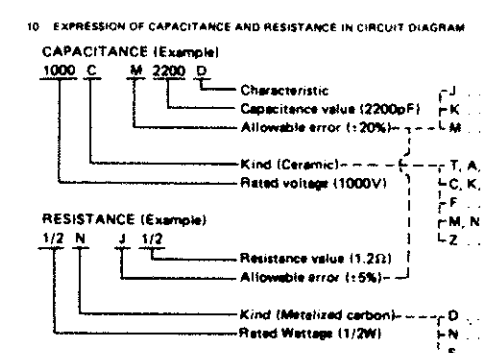 10 EXPRESSION OF CAPACITANCE AND RESISTANCE IN CIRCUIT DIAGRAM
CAPACITANCE (Example)
1000 C M 2200 D
Characteristic
Capacitance value (2200pF)
Allowable error (±20%)
Kind (Ceramic)
Rated voltage (1000V)
J . .
K . .
M . .
T, A,
C, K,
F . .
M, N
Z . .
RESISTANCE (Example)
1/2 N J 1/2
Resistance value (1.2Ω)
Allowable error (±5%)
Kind (Metalized carbon)
Rated Wattage (1/2W)
D . .
N . .